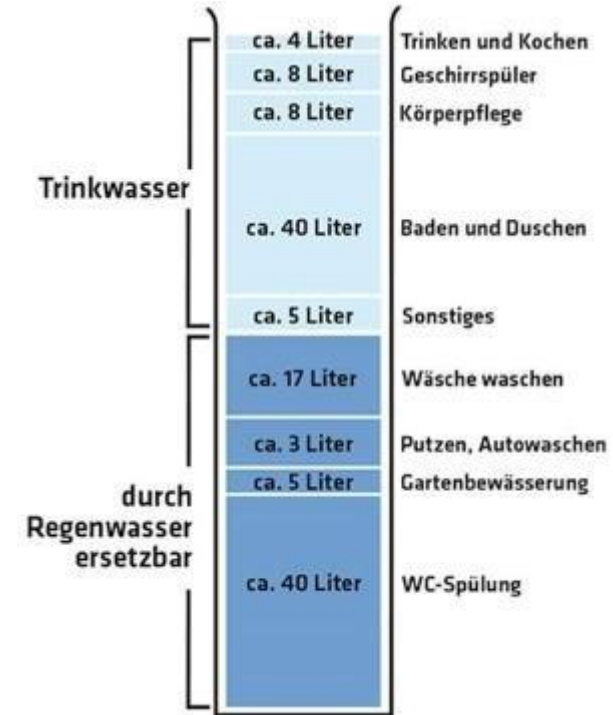 Trinkwasser
ca. 4 Liter Trinken und Kochen
ca. 8 Liter Geschirrspüler
ca. 8 Liter Körperpflege
ca. 40 Liter Baden und Duschen
ca. 5 Liter Sonstiges
durch
Regenwasser
ersetzbar
ca. 17 Liter Wäsche waschen
ca. 3 Liter Putzen, Autowaschen
ca. 5 Liter Gartenbewässerung
ca. 40 Liter WC-Spülung